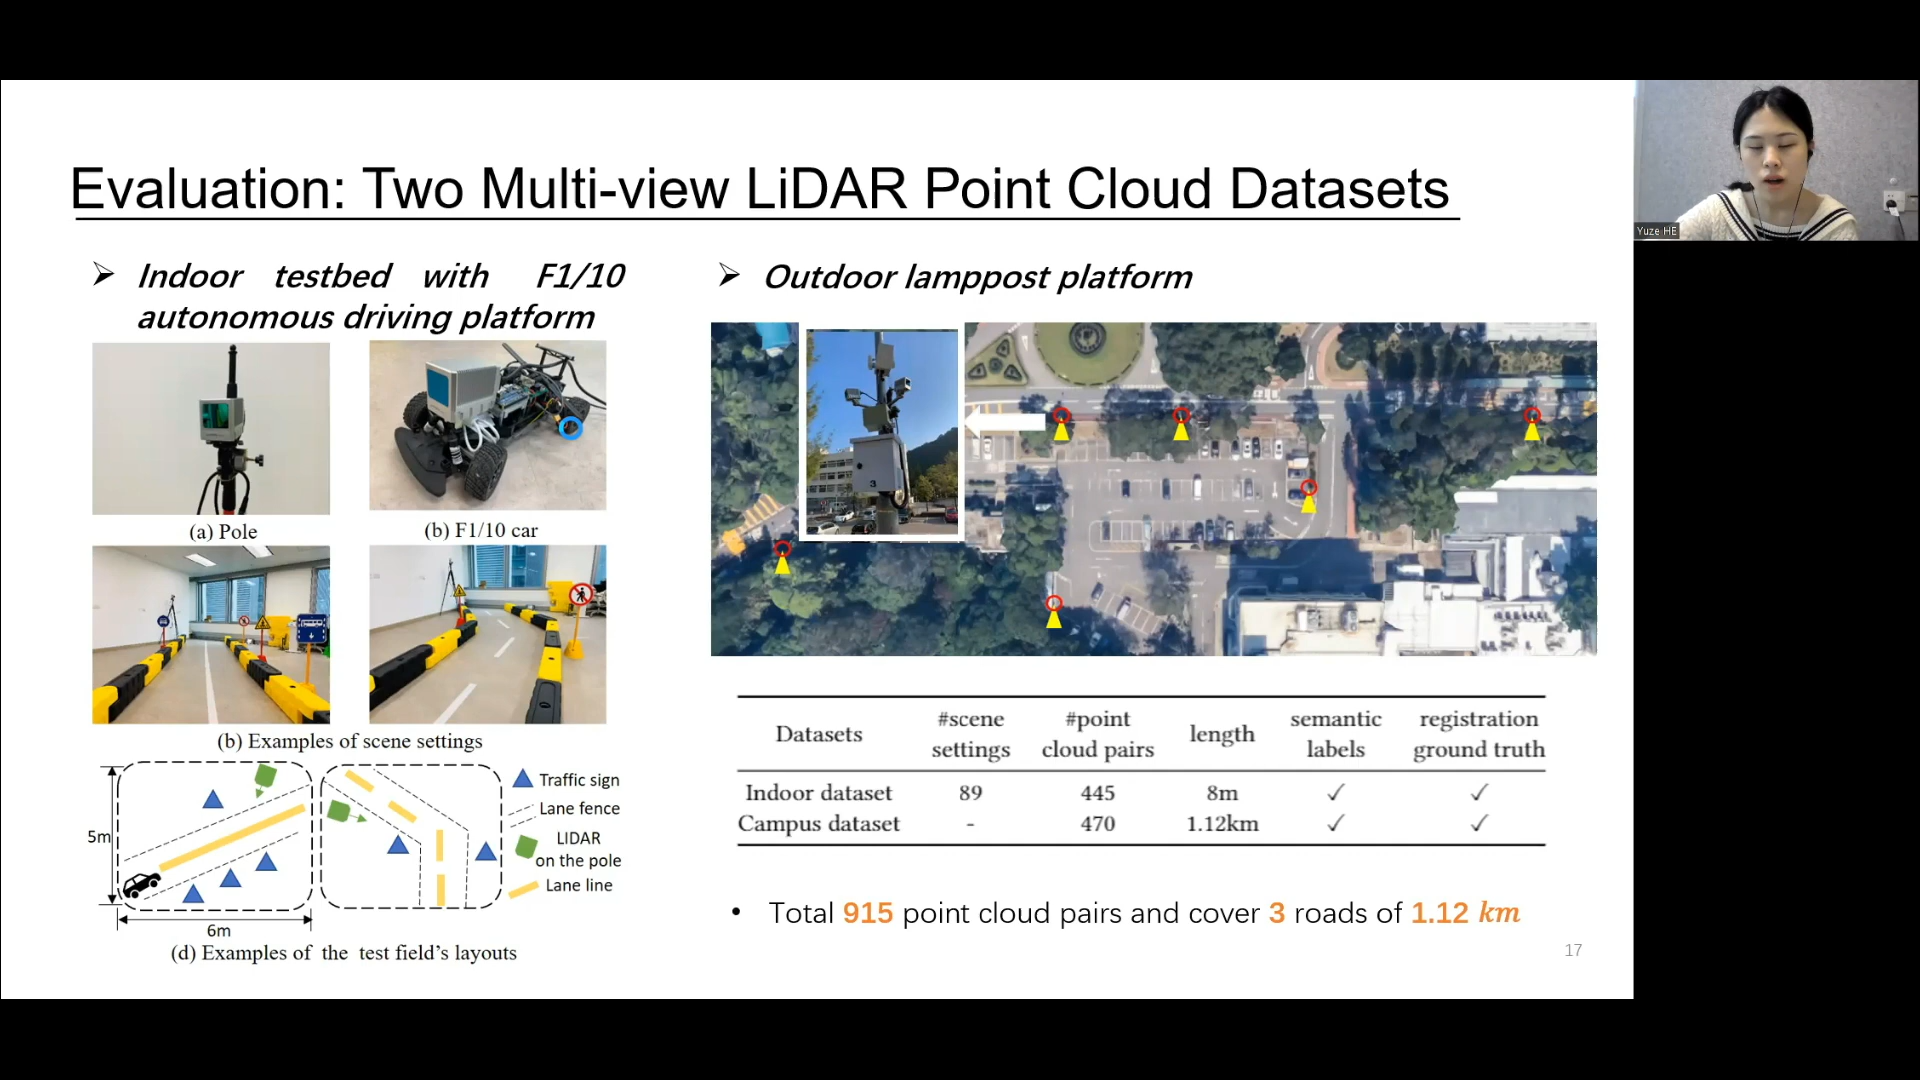 Evaluation: Two Multi-view LiDAR Point Cloud Datasets
Yuze HE
➢ Indoor testbed with F1/10
autonomous driving platform
(a) Pole
(b) F1/10 car
(b) Examples of scene settings
5m
6m
Traffic sign
Lane fence
LIDAR
on the pole
Lane line
(d) Examples of the test field's layouts
➢ Outdoor lamppost platform
3
Datasets #scene settings #point cloud pairs length semantic labels registration ground truth
Indoor dataset 89 445 8m ✓ ✓
Campus dataset - 470 1.12km ✓ ✓
• Total 915 point cloud pairs and cover 3 roads of 1.12 km
17